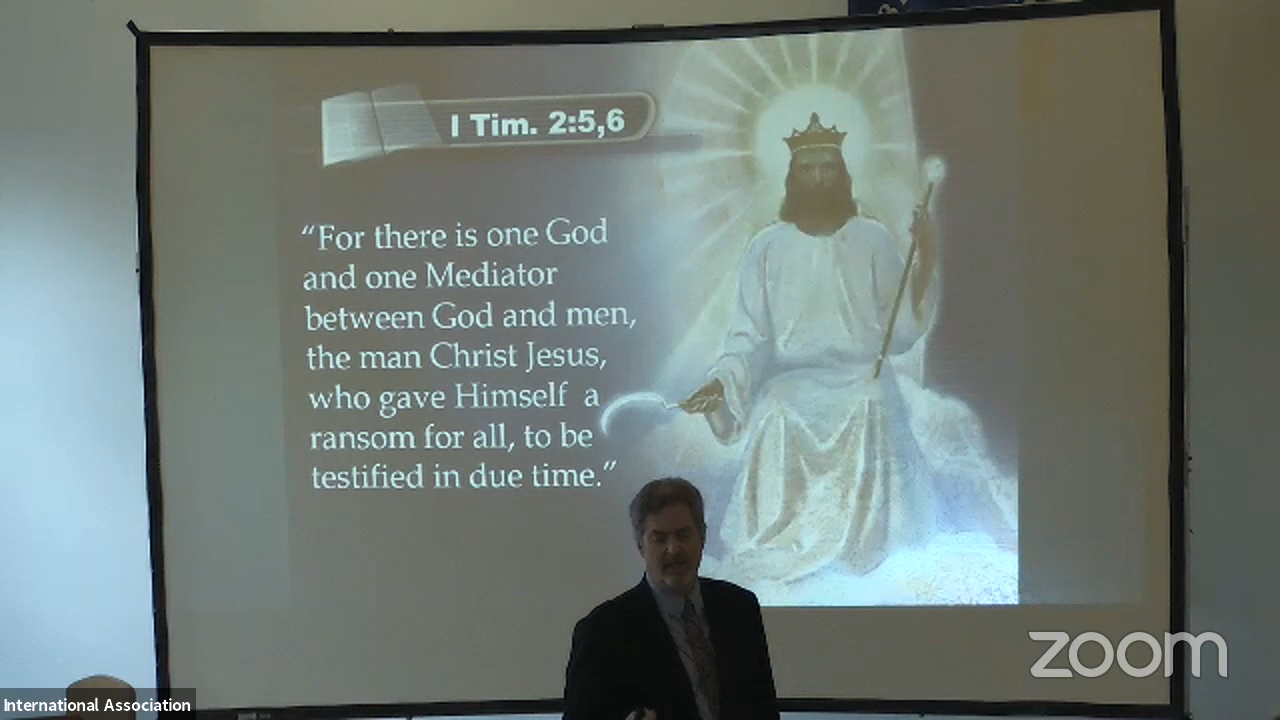 I Tim. 2:5,6
“For there is one God
and one Mediator
between God and men,
the man Christ Jesus,
who gave Himself a
ransom for all, to be
testified in due time.”
zoom
International Association